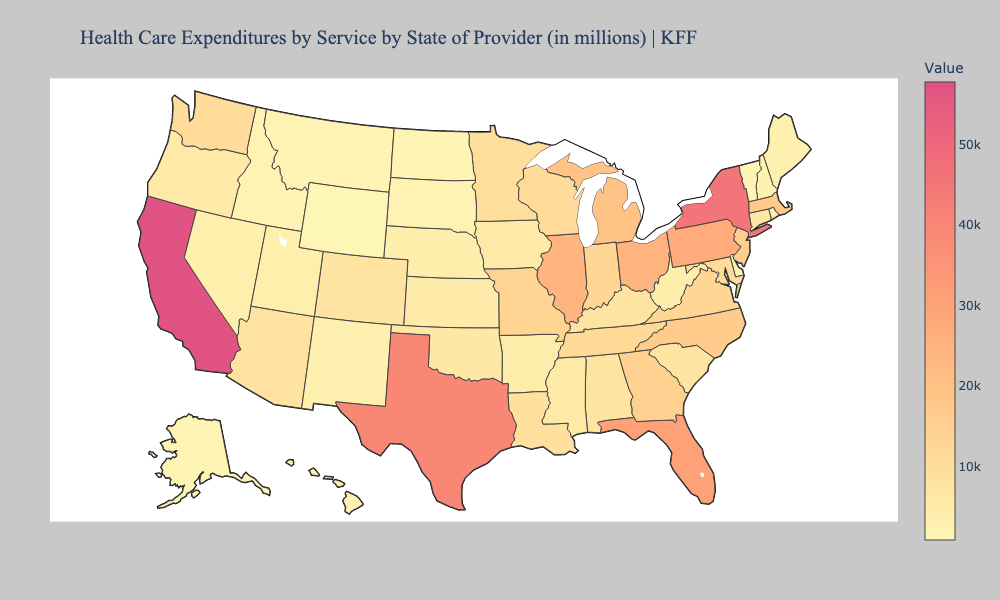 Health Care Expenditures by Service by State of Provider (in millions) | KFF
Value
50k
40k
30k
20k
10k